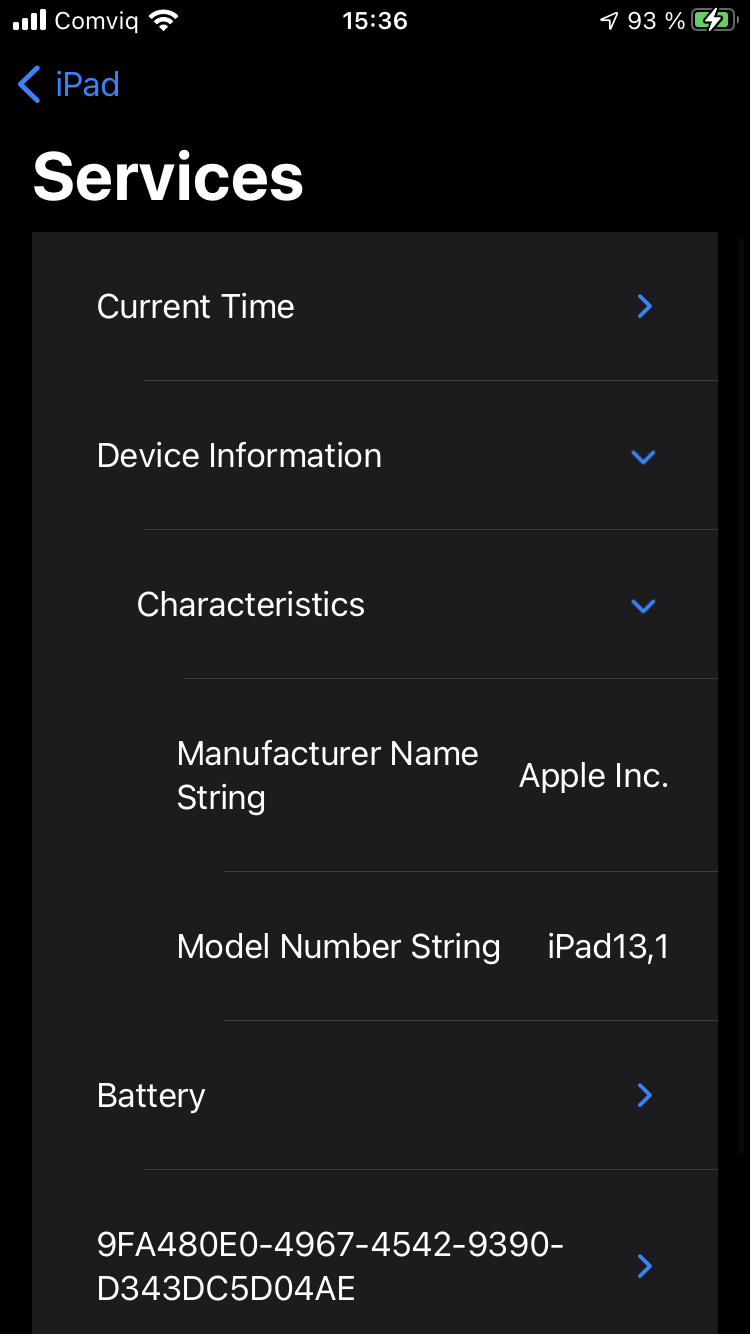 Comviq 15:36 93 %
iPad
Services
Current Time
Device Information
Characteristics
Manufacturer Name
String
Apple Inc.
Model Number String iPad13,1
Battery
9FA480E0-4967-4542-9390-
D343DC5D04AE